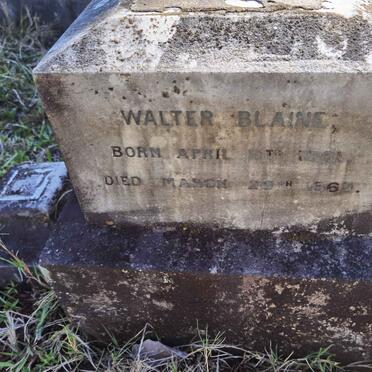 WALTER BLAINE
BORN APRIL
DIED MARCH 29TH